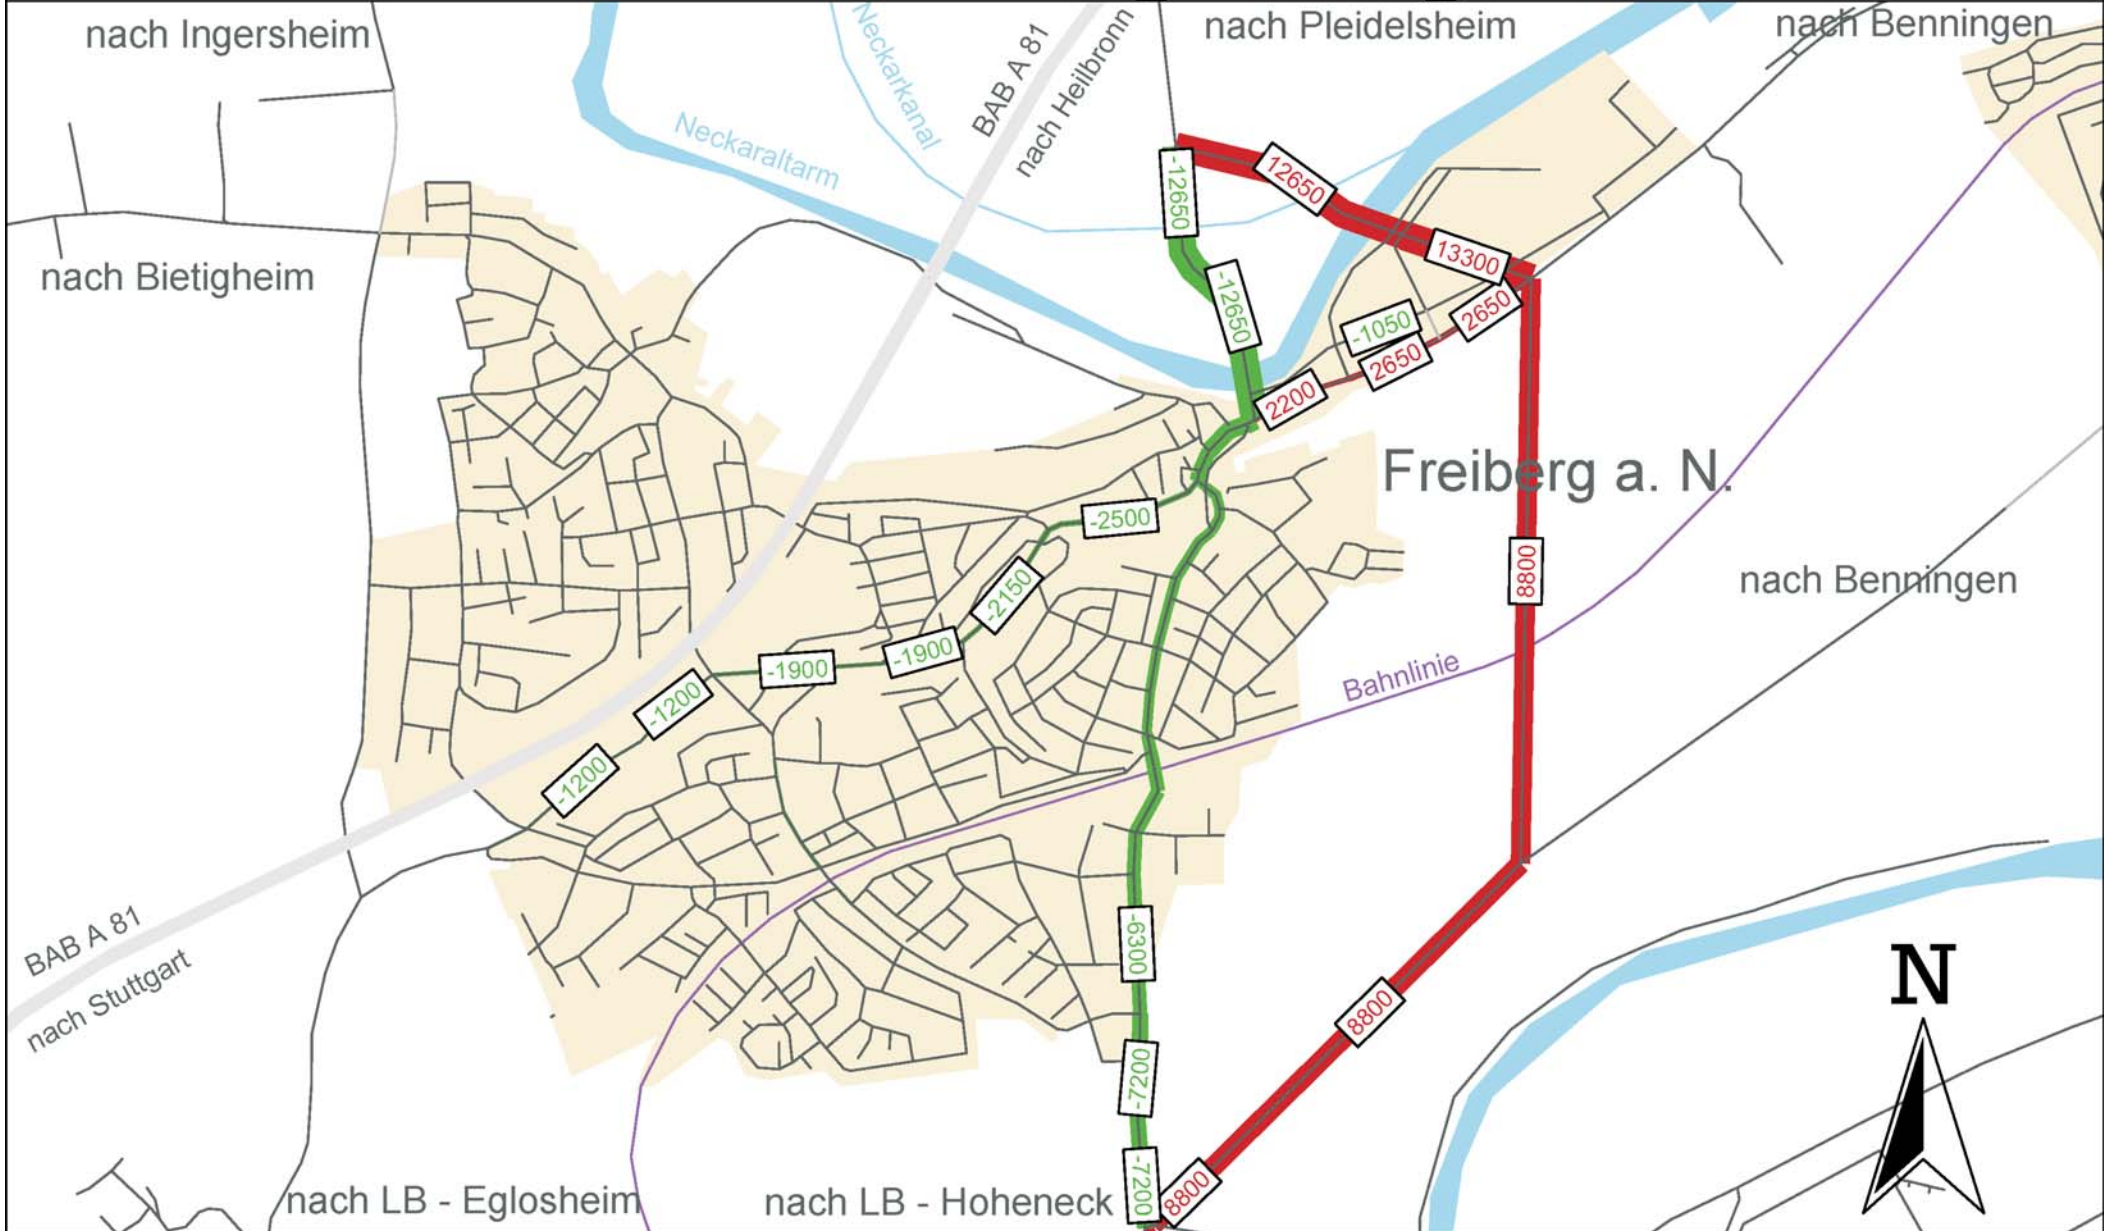 nach Ingersheim
Neckarkanal
BAB A 81
nach Heilbronn
nach Pleidelsheim
nach Benningen
Neckaraltarm
-12650
12650
nach Bietigheim
13300
-12650
2650
-1050
2650
2200
Freiberg a. N.
-2500
8800
-2150
nach Benningen
-1900
-1900
Bahnlinie
-1200
-1200
BAB A 81
nach Stuttgart
-6300
N
8800
-7200
nach LB - Eglosheim
nach LB - Hoheneck
-7200
8800